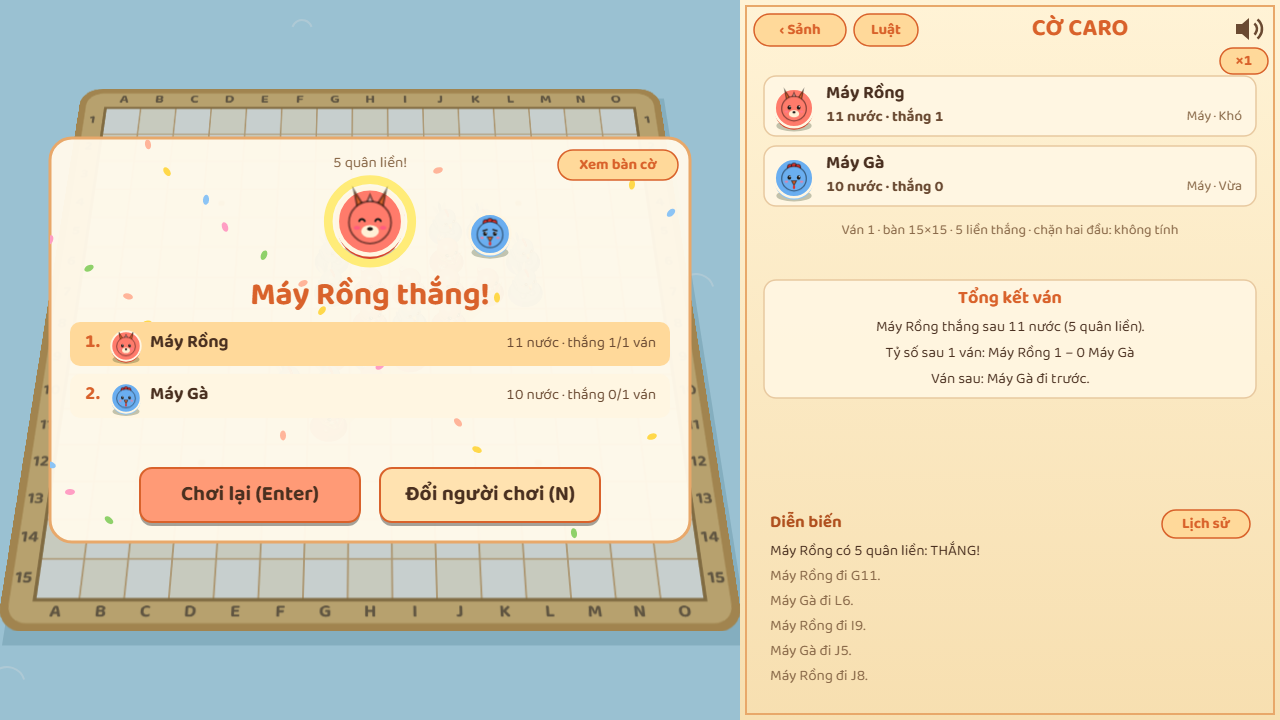 A B C D E F G H I J K L M N O
1 1
5 quân liền!
Xem bàn cờ
Máy Rồng thắng!
1. Máy Rồng 11 nước · thắng 1/1 ván
2. Máy Gà 10 nước · thắng 0/1 ván
Chơi lại (Enter) Đổi người chơi (N)
12 12
13 13
14 14
15 15
A B C D E F G H I J K L M N O
‹ Sảnh Luật CỜ CARO
×1
Máy Rồng
11 nước · thắng 1 Máy · Khó
Máy Gà
10 nước · thắng 0 Máy · Vừa
Ván 1 · bàn 15×15 · 5 liền thắng · chặn hai đầu: không tính
Tổng kết ván
Máy Rồng thắng sau 11 nước (5 quân liền).
Tỷ số sau 1 ván: Máy Rồng 1 – 0 Máy Gà
Ván sau: Máy Gà đi trước.
Diễn biến Lịch sử
Máy Rồng có 5 quân liền: THẮNG!
Máy Rồng đi G11.
Máy Gà đi L6.
Máy Rồng đi I9.
Máy Gà đi J5.
Máy Rồng đi J8.